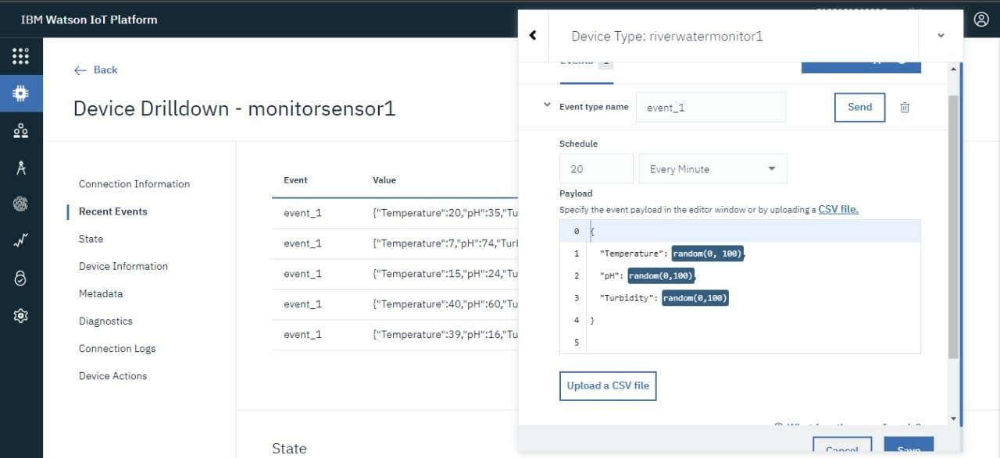 IBM Watson IoT Platform
Back
Device Drilldown - monitorsensor1
Connection Information
Recent Events
State
Device Information
Metadata
Diagnostics
Connection Logs
Device Actions
Event Value
event_1 {"Temperature":20,"pH":35,"Tu
event_1 {"Temperature":7,"pH":74,"Turl
event_1 {"Temperature":15,"pH":24,"Tu
event_1 {"Temperature":40,"pH":60,"Tu
event_1 {"Temperature":39,"pH":16,"Tu
State
Device Type: riverwatermonitor1
Events 1
Event type name event_1 Send
Schedule
20 Every Minute
Payload
Specify the event payload in the editor window or by uploading a CSV file.
0 {
1 "Temperature": random(0, 100),
2 "pH": random(0,100),
3 "Turbidity": random(0,100)
4 }
5
Upload a CSV file
Cancel Save